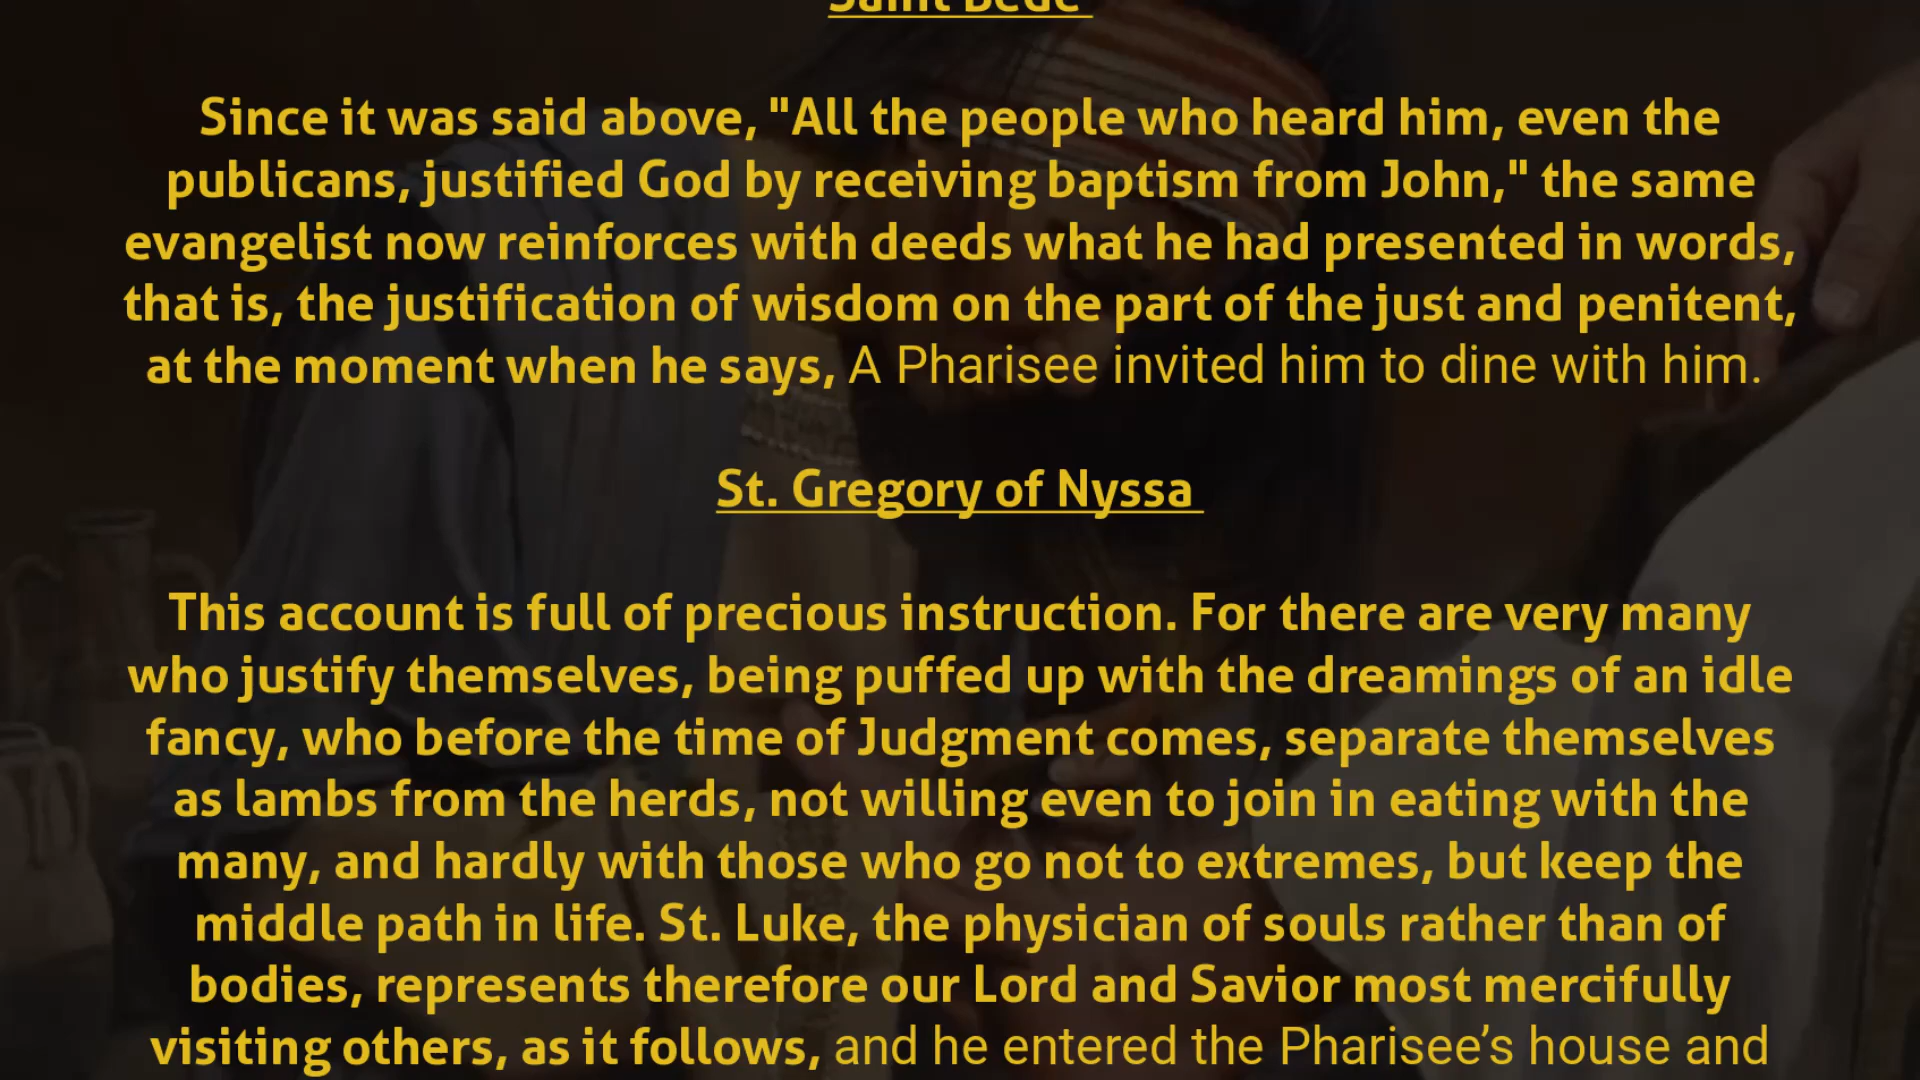 Saint Bede
Since it was said above, "All the people who heard him, even the
publicans, justified God by receiving baptism from John," the same
evangelist now reinforces with deeds what he had presented in words,
that is, the justification of wisdom on the part of the just and penitent,
at the moment when he says, A Pharisee invited him to dine with him.
St. Gregory of Nyssa
This account is full of precious instruction. For there are very many
who justify themselves, being puffed up with the dreamings of an idle
fancy, who before the time of Judgment comes, separate themselves
as lambs from the herds, not willing even to join in eating with the
many, and hardly with those who go not to extremes, but keep the
middle path in life. St. Luke, the physician of souls rather than of
bodies, represents therefore our Lord and Savior most mercifully
visiting others, as it follows, and he entered the Pharisee’s house and